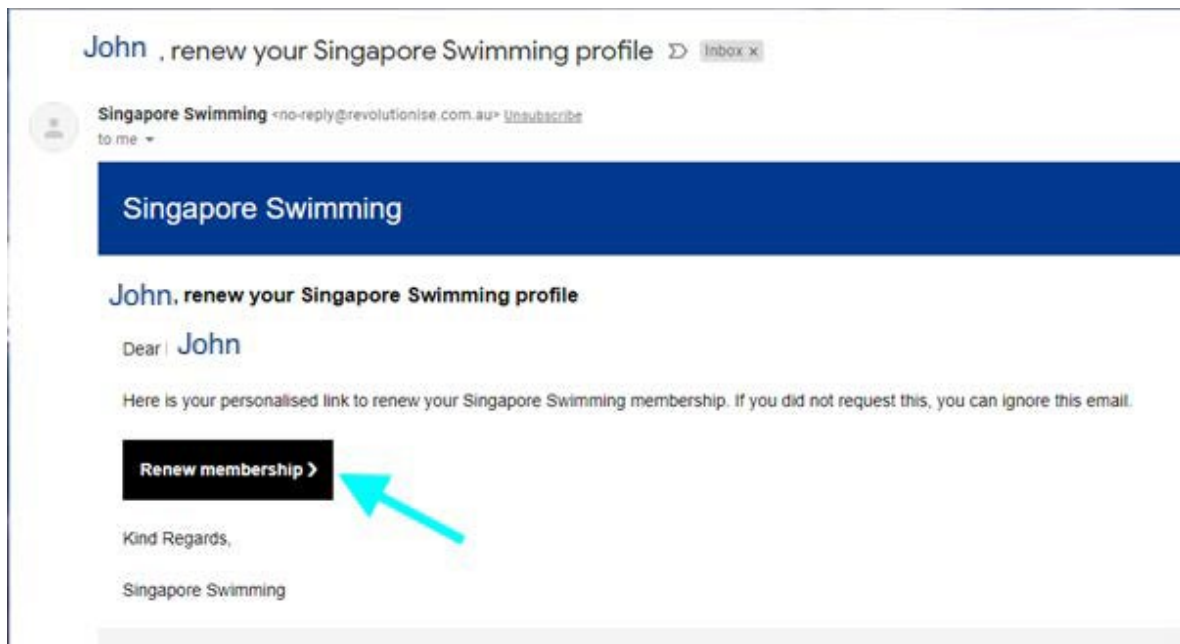 John , renew your Singapore Swimming profile Inbox x
Singapore Swimming <no-reply@revolutionise.com.au> Unsubscribe
to me
Singapore Swimming
John, renew your Singapore Swimming profile
Dear John
Here is your personalised link to renew your Singapore Swimming membership. If you did not request this, you can ignore this email.
Renew membership ❯
Kind Regards,
Singapore Swimming